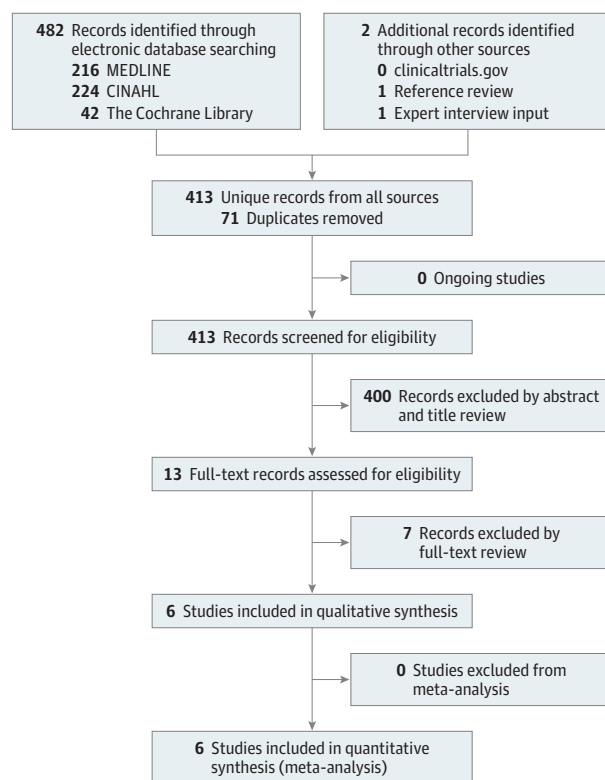 482 Records identified through
electronic database searching
216 MEDLINE
224 CINAHL
42 The Cochrane Library
2 Additional records identified
through other sources
0 clinicaltrials.gov
1 Reference review
1 Expert interview input
413 Unique records from all sources
71 Duplicates removed
0 Ongoing studies
413 Records screened for eligibility
400 Records excluded by abstract
and title review
13 Full-text records assessed for eligibility
7 Records excluded by
full-text review
6 Studies included in qualitative synthesis
0 Studies excluded from
meta-analysis
6 Studies included in quantitative
synthesis (meta-analysis)